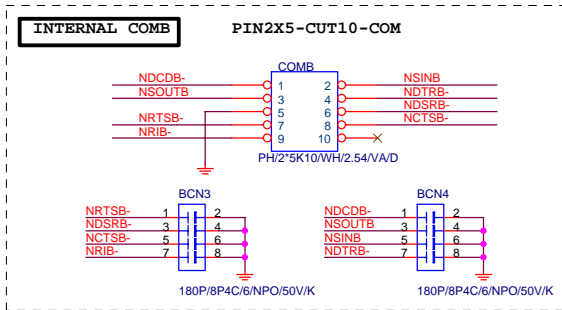 INTERNAL COMB PIN2X5-CUT10-COM
COMB
NDCDB- 1 2 NSINB
NSOUTB 3 4 NDTRB-
5 6 NDSRB-
NRTSB- 7 8 NCTSB-
NRIB- 9 10
PH/2*5K10/WH/2.54/VA/D
BCN3 BCN4
NRTSB- 1 2 NDCDB- 1 2
NDSRB- 3 4 NSOUTB 3 4
NCTSB- 5 6 NSINB 5 6
NRIB- 7 8 NDTRB- 7 8
180P/8P4C/6/NPO/50V/K 180P/8P4C/6/NPO/50V/K